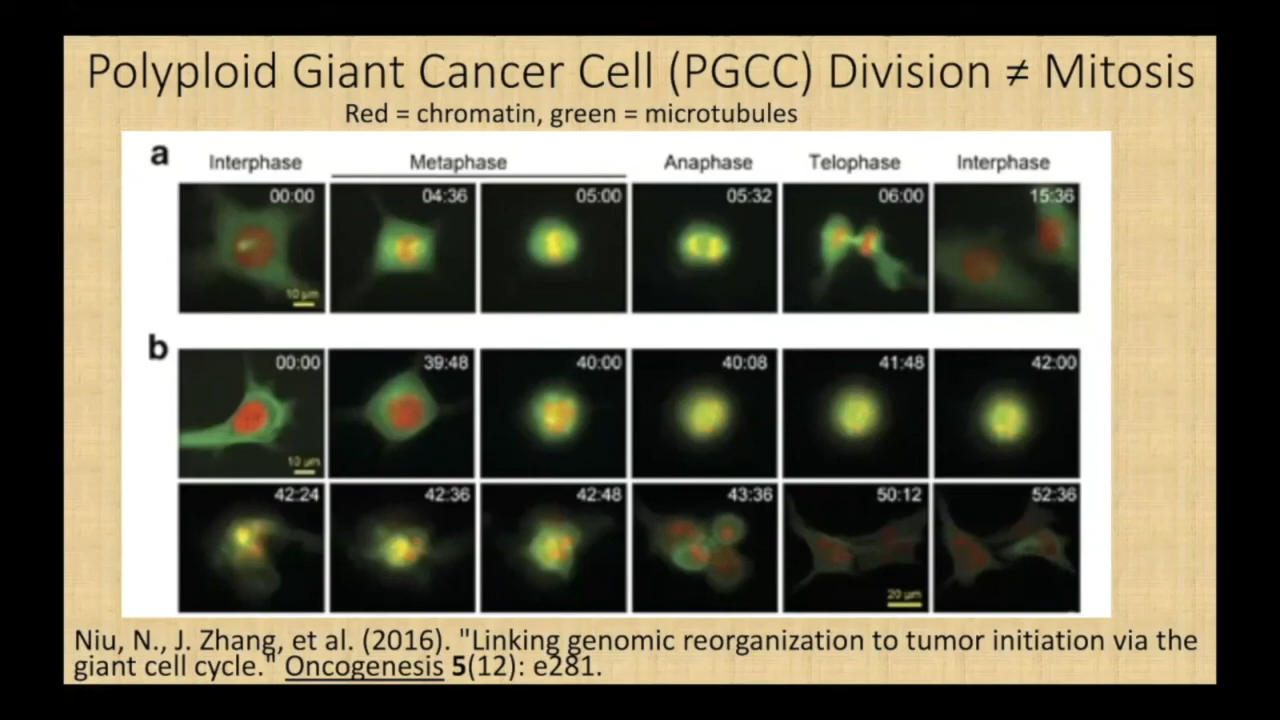 Polyploid Giant Cancer Cell (PGCC) Division ≠ Mitosis
Red = chromatin, green = microtubules
a
Interphase Metaphase Anaphase Telophase Interphase
00:00 04:36 05:00 05:32 06:00 15:36
10 µm
b
00:00 39:48 40:00 40:08 41:48 42:00
10 µm
42:24 42:36 42:48 43:36 50:12 52:36
20 µm
Niu, N., J. Zhang, et al. (2016). "Linking genomic reorganization to tumor initiation via the
giant cell cycle." Oncogenesis 5(12): e281.